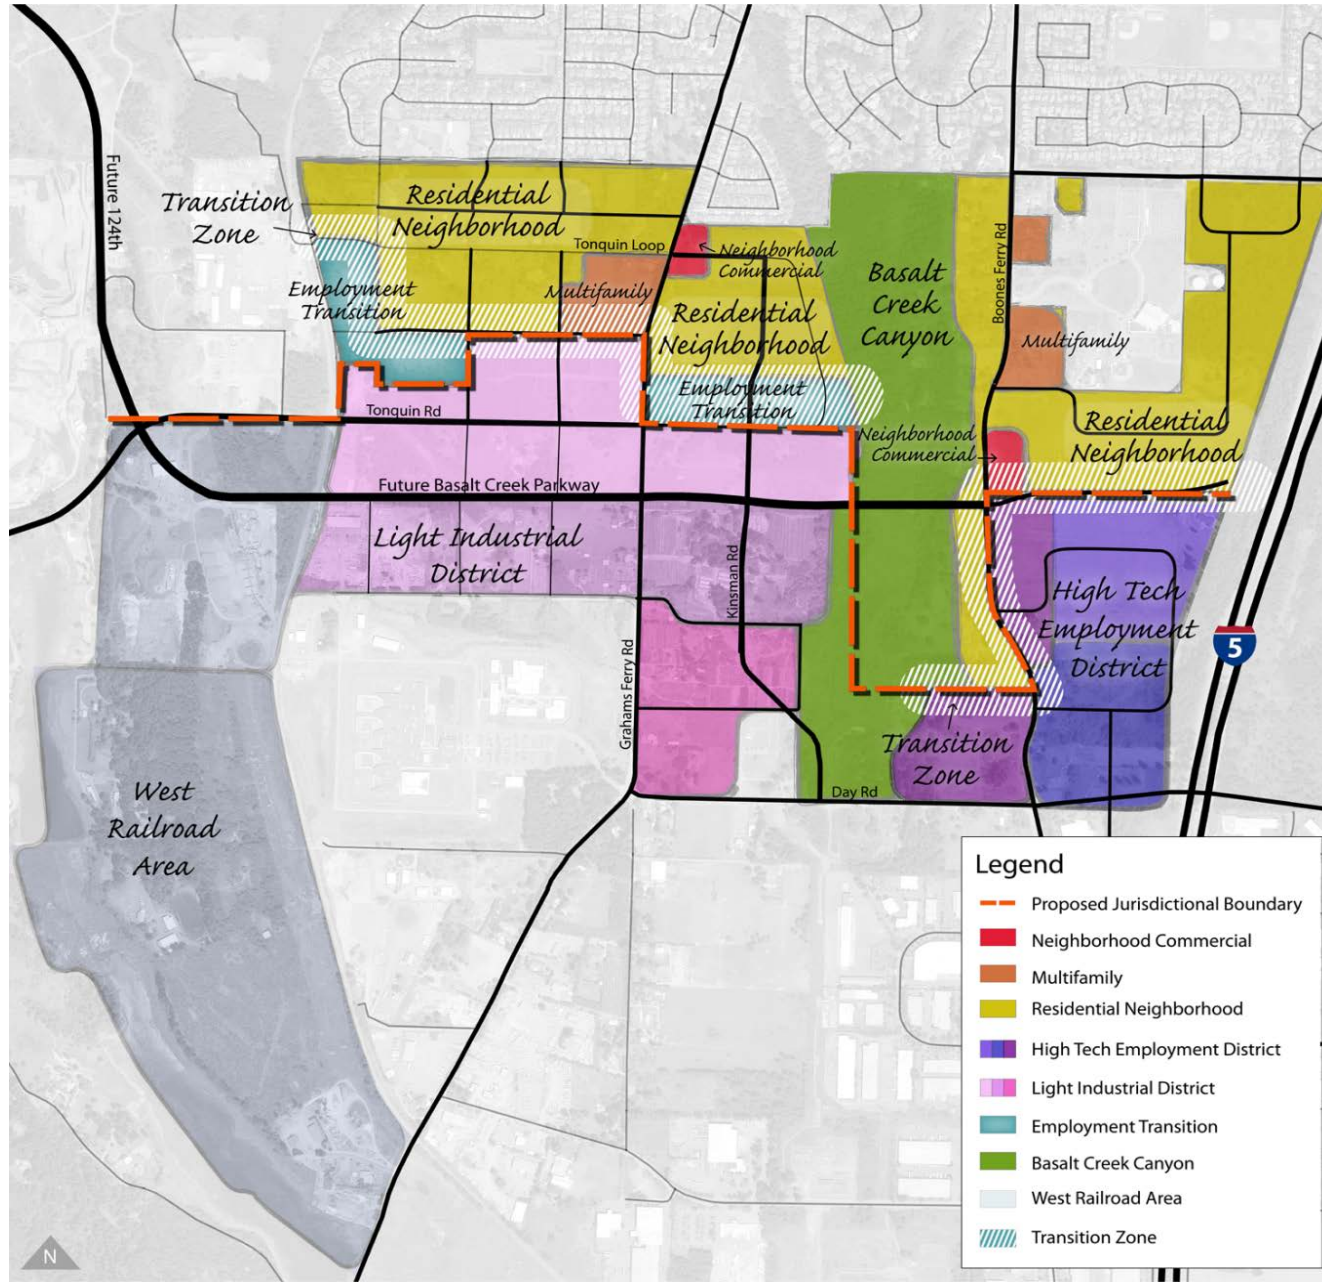 Future 124th
Transition
Zone
Residential
Neighborhood
Tonquin Loop
Neighborhood
Commercial
Employment
Transition
Multifamily
Residential
Neighborhood
Employment
Transition
Basalt
Creek
Canyon
Boones Ferry Rd
Multifamily
Neighborhood
Commercial
Residential
Neighborhood
Tonquin Rd
Future Basalt Creek Parkway
Light Industrial
District
Kinsman Rd
Grahams Ferry Rd
High Tech
Employment
District
5
Transition
Zone
Day Rd
West
Railroad
Area
Legend
Proposed Jurisdictional Boundary
Neighborhood Commercial
Multifamily
Residential Neighborhood
High Tech Employment District
Light Industrial District
Employment Transition
Basalt Creek Canyon
West Railroad Area
Transition Zone
N